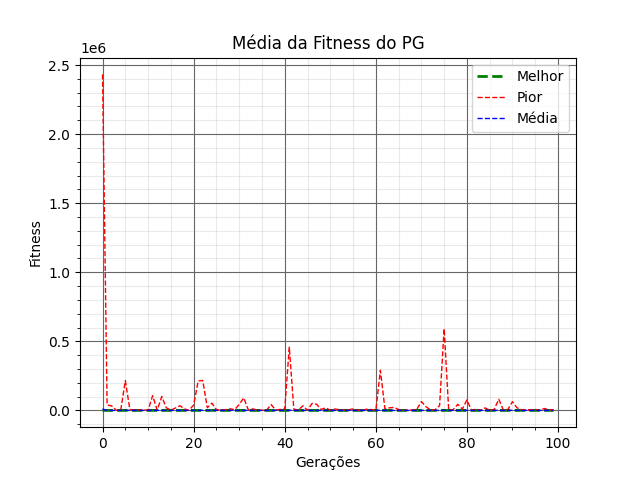 Média da Fitness do PG
1e6
2.5
2.0
1.5
1.0
0.5
0.0
Fitness
Melhor
Pior
Média
0 20 40 60 80 100
Gerações